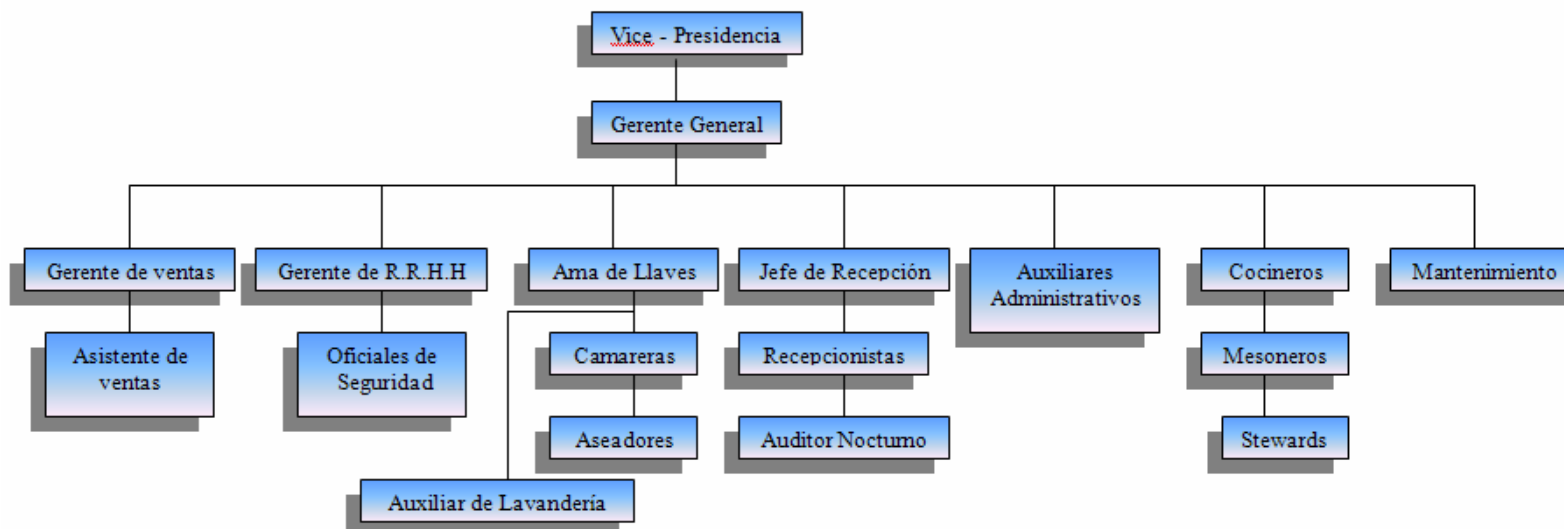 Vice - Presidencia
Gerente General
Gerente de ventas
Gerente de R.R.H.H
Ama de Llaves
Jefe de Recepción
Auxiliares
Administrativos
Cocineros
Mantenimiento
Asistente de
ventas
Oficiales de
Seguridad
Camareras
Recepcionistas
Mesoneros
Aseadores
Auditor Nocturno
Stewards
Auxiliar de Lavandería